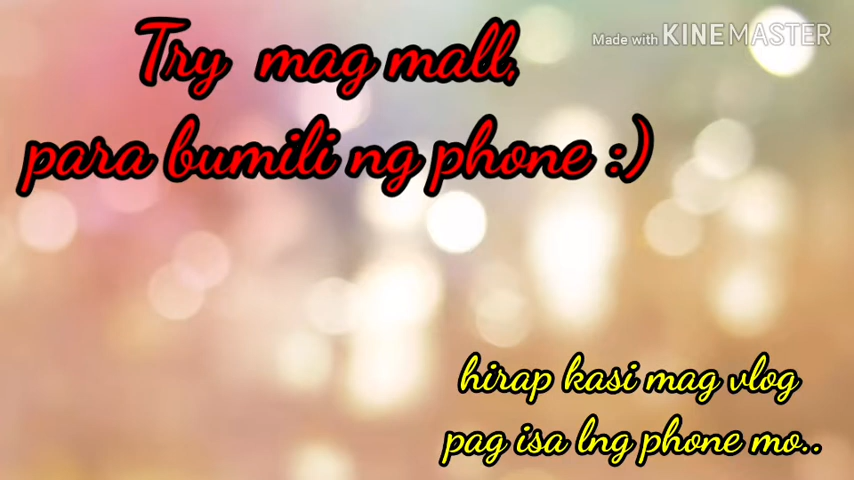 Made with KINEMASTER
Try mag mall,
para bumili ng phone :)
hirap kasi mag vlog
pag isa lng phone mo..